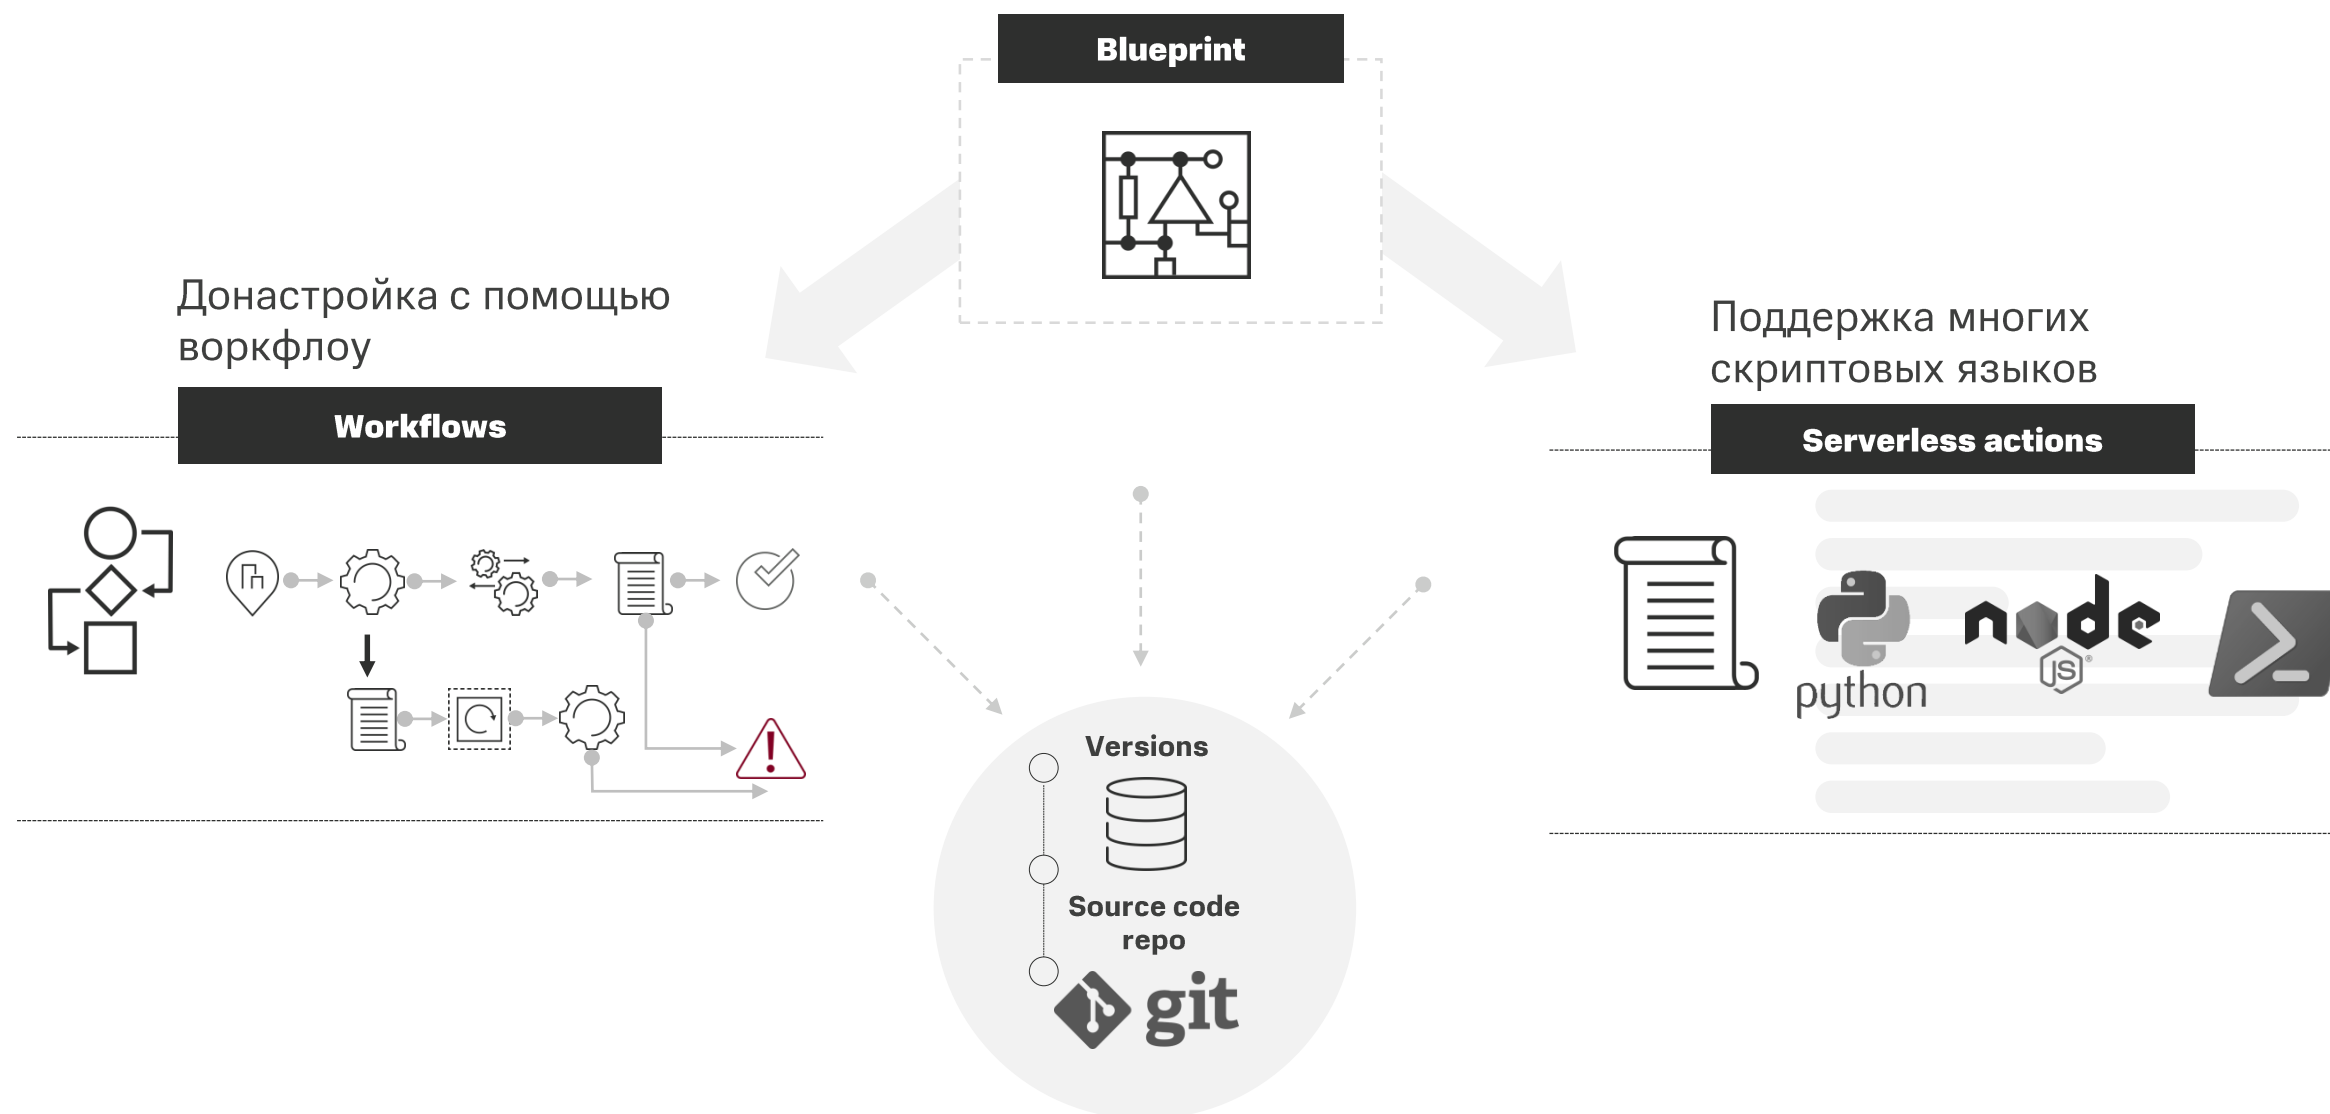 Blueprint
Донастройка с помощью
воркфлоу
Workflows
Поддержка многих
скриптовых языков
Serverless actions
python
node
JS
®
Versions
Source code
repo
git